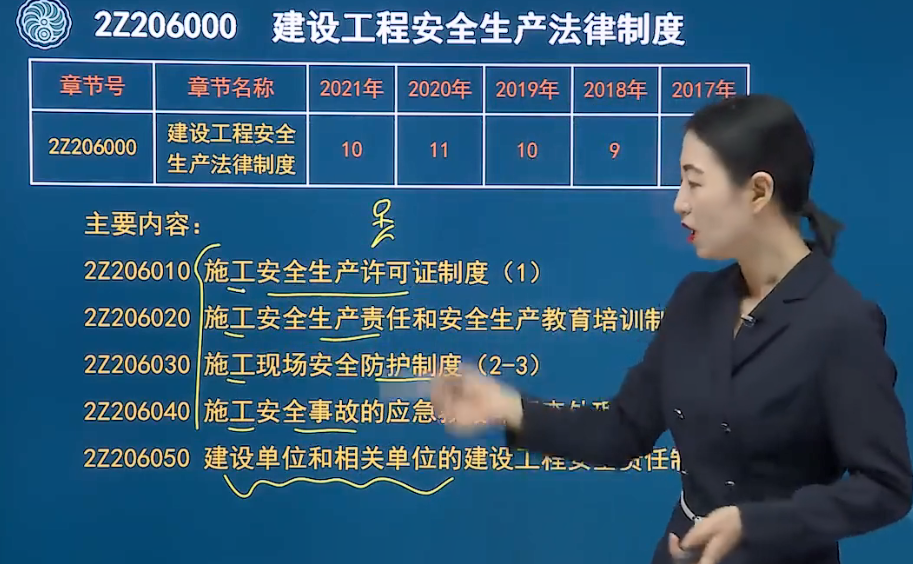 2Z206000 建设工程安全生产法律制度
章节号 章节名称 2021年 2020年 2019年 2018年 2017年
2Z206000 建设工程安全生产法律制度 10 11 10 9
主要内容：
2Z206010 施工安全生产许可证制度（1）
2Z206020 施工安全生产责任和安全生产教育培训制
2Z206030 施工现场安全防护制度（2-3）
2Z206040 施工安全事故的应急
2Z206050 建设单位和相关单位的建设工程安全责任制